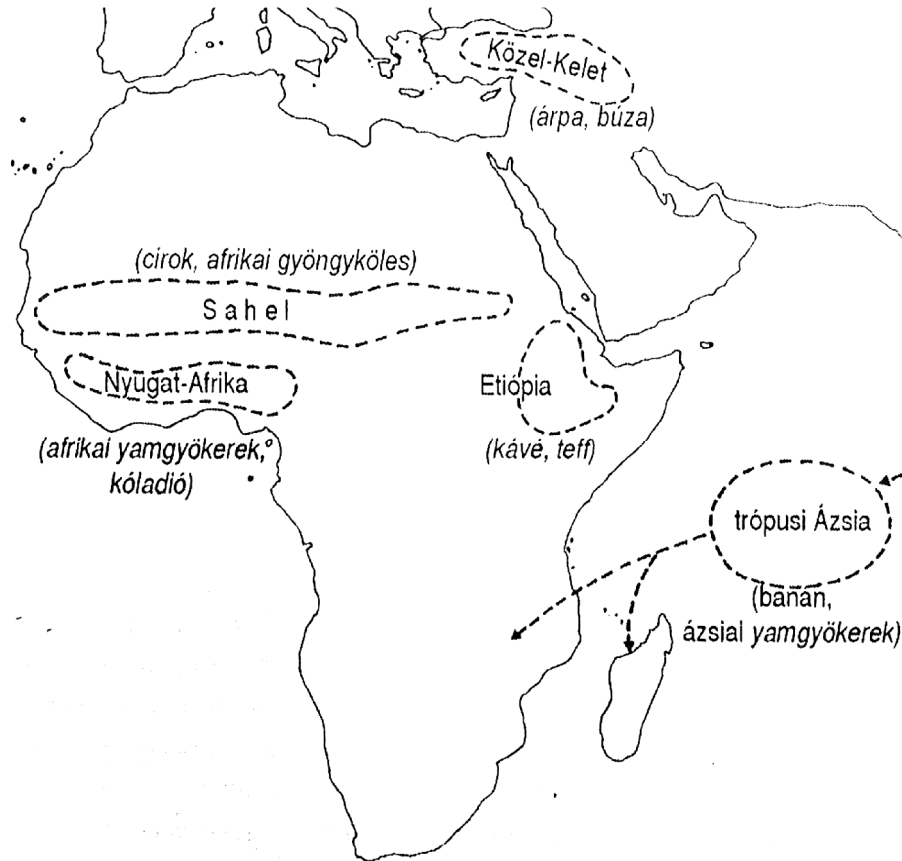 Közel-Kelet
(árpa, búza)
(cirok, afrikai gyöngyköles)
Sahel
Nyugat-Afrika
(afrikai yamgyökerek,
kóladió)
Etiópia
(kávé, teff)
trópusi Ázsia
(banán,
ázsiai yamgyökerek)